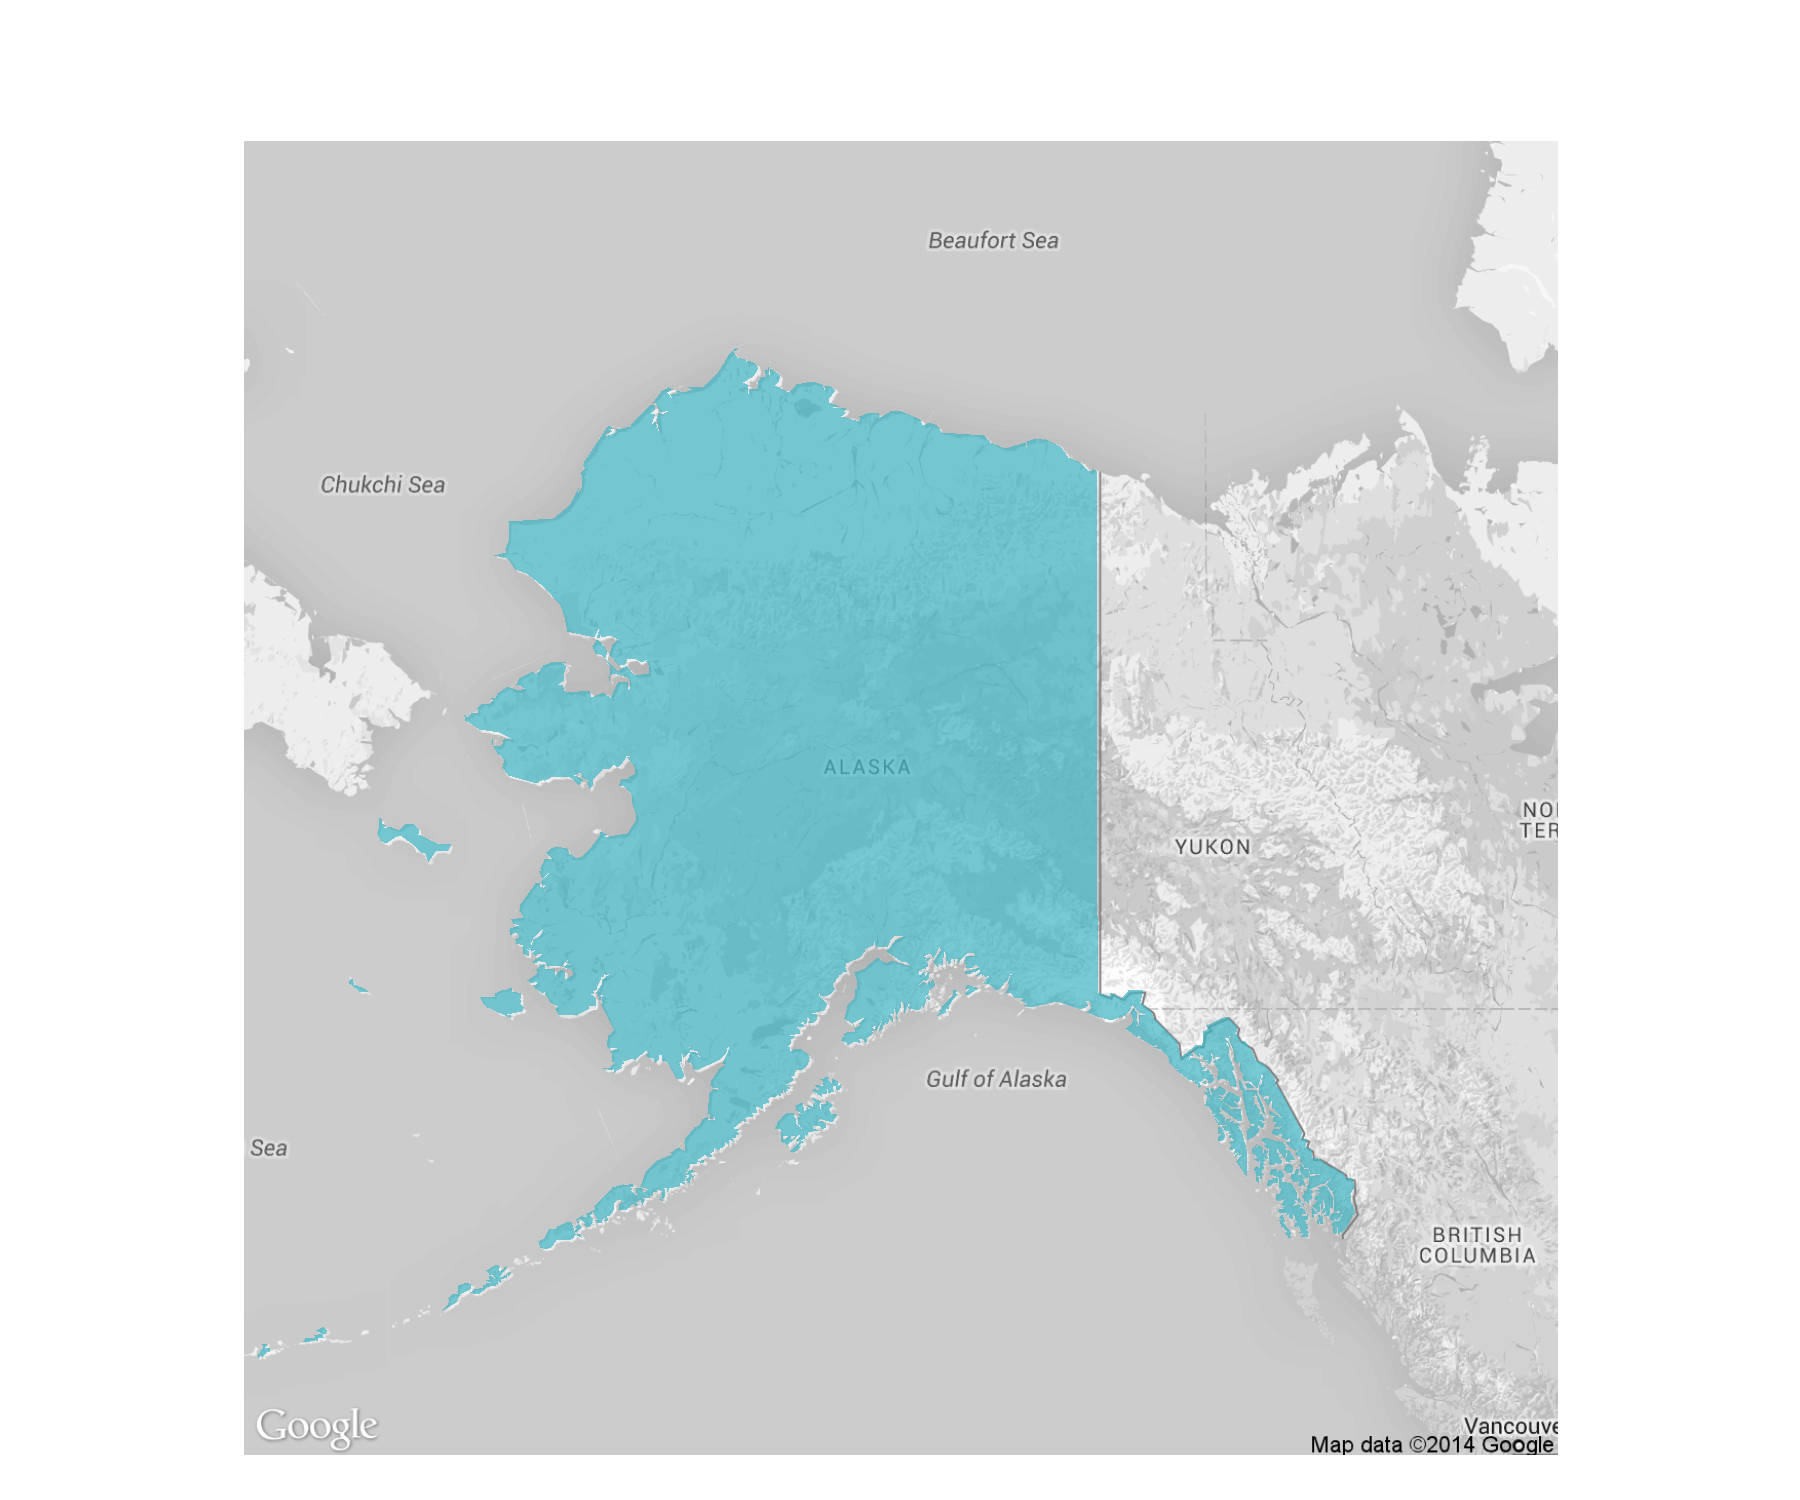 Beaufort Sea
Chukchi Sea
ALASKA
NOI
TER
YUKON
Gulf of Alaska
Sea
BRITISH
COLUMBIA
Google
Vancouve
Map data ©2014 Google